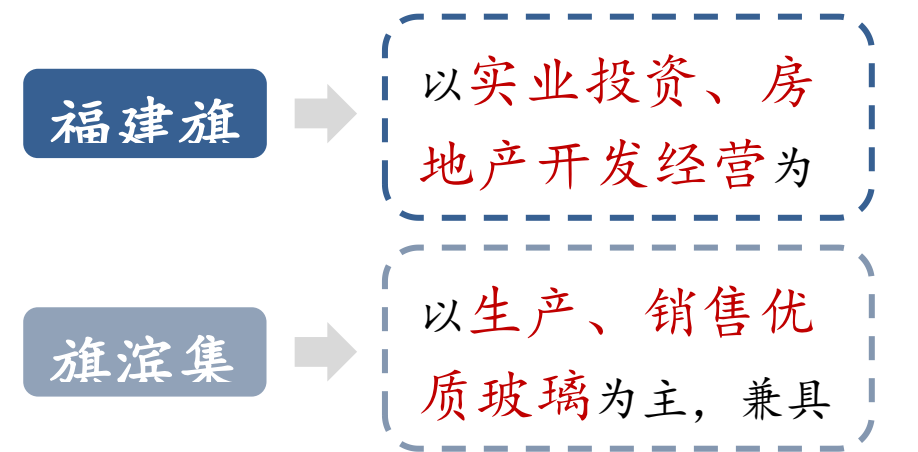 福建旗
以实业投资、房
地产开发经营为
旗滨集
以生产、销售优
质玻璃为主，兼具